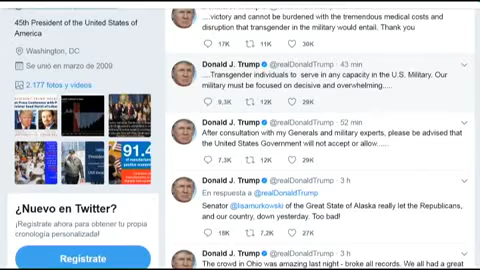 45th President of the United States of
America
Washington, DC
Se unió en marzo de 2009
2.177 fotos y videos
91.4
¿Nuevo en Twitter?
¡Regístrate ahora para obtener tu propia
cronología personalizada!
Regístrate
....victory and cannot be burdened with the tremendous medical costs and
disruption that transgender in the military would entail. Thank you
17K 11K 30K
Donald J. Trump @realDonaldTrump · 43 min
....Transgender individuals to serve in any capacity in the U.S. Military. Our
military must be focused on decisive and overwhelming.....
9,3K 12K 29K
Donald J. Trump @realDonaldTrump · 52 min
After consultation with my Generals and military experts, please be advised that
the United States Government will not accept or allow.....
7,3K 12K 29K
Donald J. Trump @realDonaldTrump · 3 h
En respuesta a @realDonaldTrump
Senator @lisamurkowski of the Great State of Alaska really let the Republicans,
and our country, down yesterday. Too bad!
18K 7,2K 27K
Donald J. Trump @realDonaldTrump · 3 h
The crowd in Ohio was amazing last night - broke all records. We all had a great